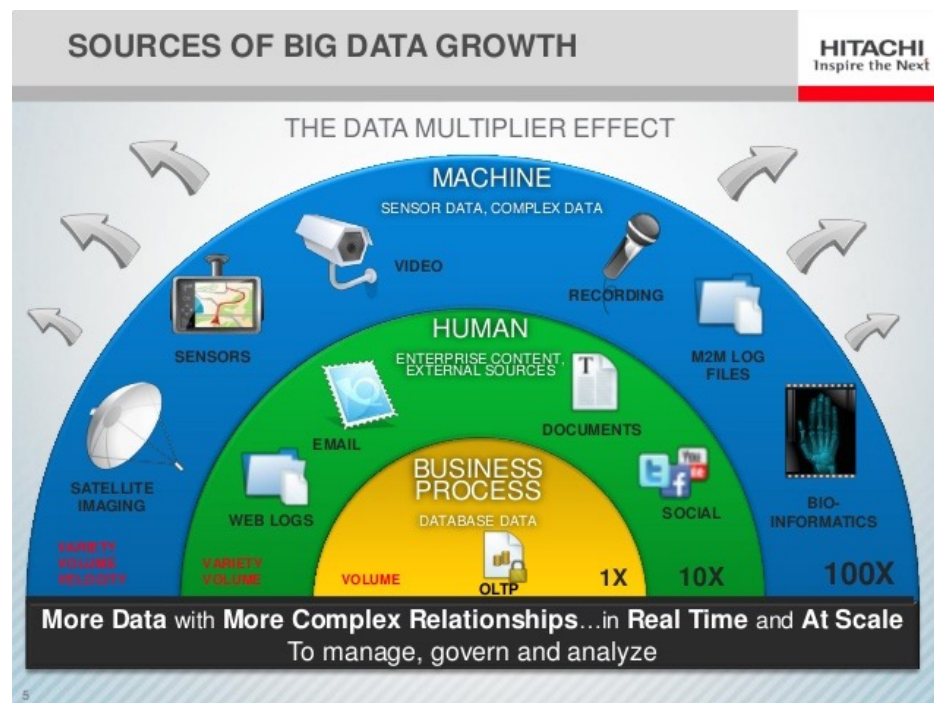 SOURCES OF BIG DATA GROWTH
HITACHI
Inspire the Next
THE DATA MULTIPLIER EFFECT
MACHINE
SENSOR DATA, COMPLEX DATA
VIDEO
RECORDING
SENSORS
M2M LOG
FILES
SATELLITE
IMAGING
BIO-
INFORMATICS
HUMAN
ENTERPRISE CONTENT,
EXTERNAL SOURCES
T
EMAIL
DOCUMENTS
WEB LOGS
You
t f
SOCIAL
BUSINESS
PROCESS
DATABASE DATA
OLTP
VARIETY
VOLUME
VELOCITY
VARIETY
VOLUME
VOLUME
1X
10X
100X
More Data with More Complex Relationships...in Real Time and At Scale
To manage, govern and analyze
5